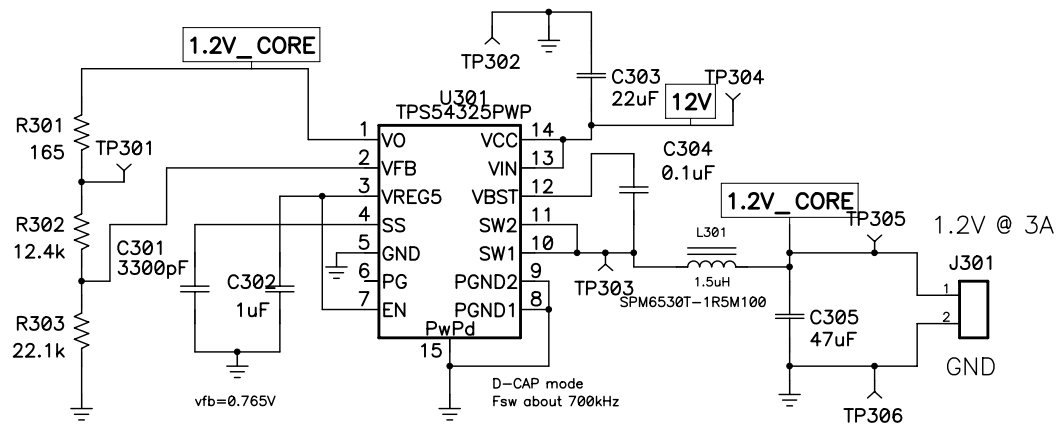 1.2V_CORE
TP302
C303
22uF
TP304
12V
U301
TPS54325PWP
R301
165
TP301
1
VO
VCC
14
2
VFB
VIN
13
C304
0.1uF
3
VREG5
VBST
12
R302
12.4k
4
SS
SW2
11
1.2V_CORE
TP305
1.2V @ 3A
C301
3300pF
5
GND
SW1
10
L301
1.5uH
SPM6530T-1R5M100
TP303
J301
1
2
C302
1uF
6
PG
PGND2
9
7
EN
PGND1
8
PwPd
15
R303
22.1k
C305
47uF
GND
vfb=0.765V
D-CAP mode
Fsw about 700kHz
TP306